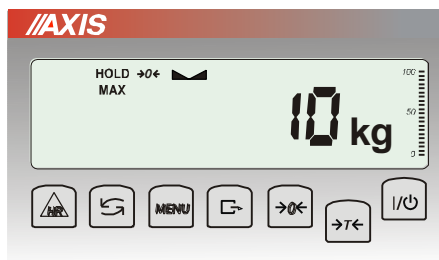 //AXIS
HOLD →0← 100
MAX
50
10 kg
0
HR MENU →0← →T← I/⏻